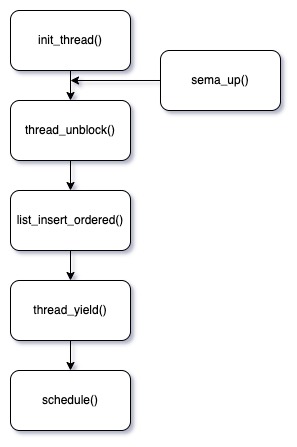 init_thread()
sema_up()
thread_unblock()
list_insert_ordered()
thread_yield()
schedule()